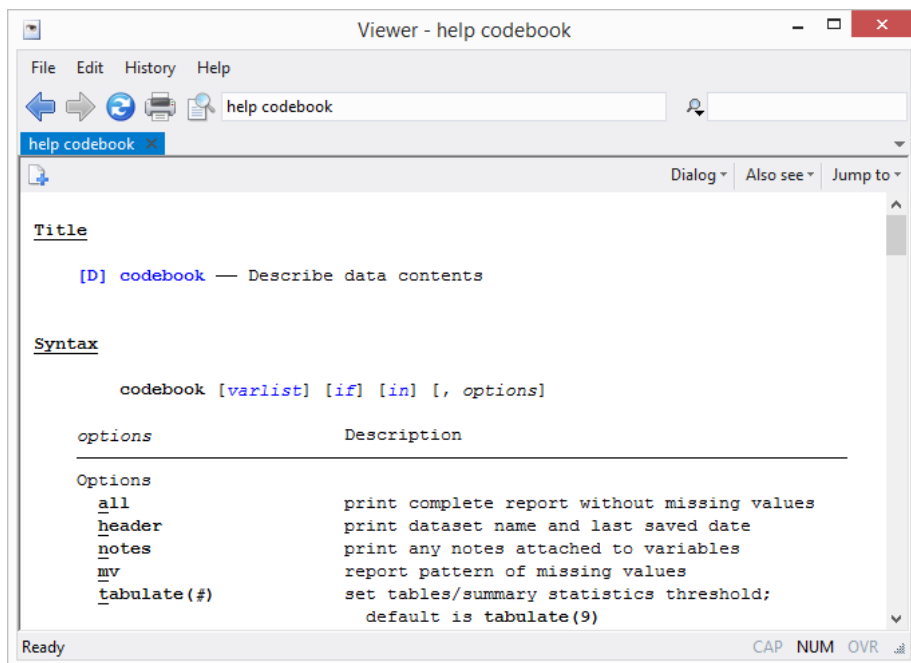 Viewer - help codebook
File Edit History Help
help codebook
help codebook
Dialog Also see Jump to
Title
[D] codebook — Describe data contents
Syntax
codebook [varlist] [if] [in] [, options]
options Description
Options
all print complete report without missing values
header print dataset name and last saved date
notes print any notes attached to variables
mv report pattern of missing values
tabulate(#) set tables/summary statistics threshold;
default is tabulate(9)
Ready CAP NUM OVR